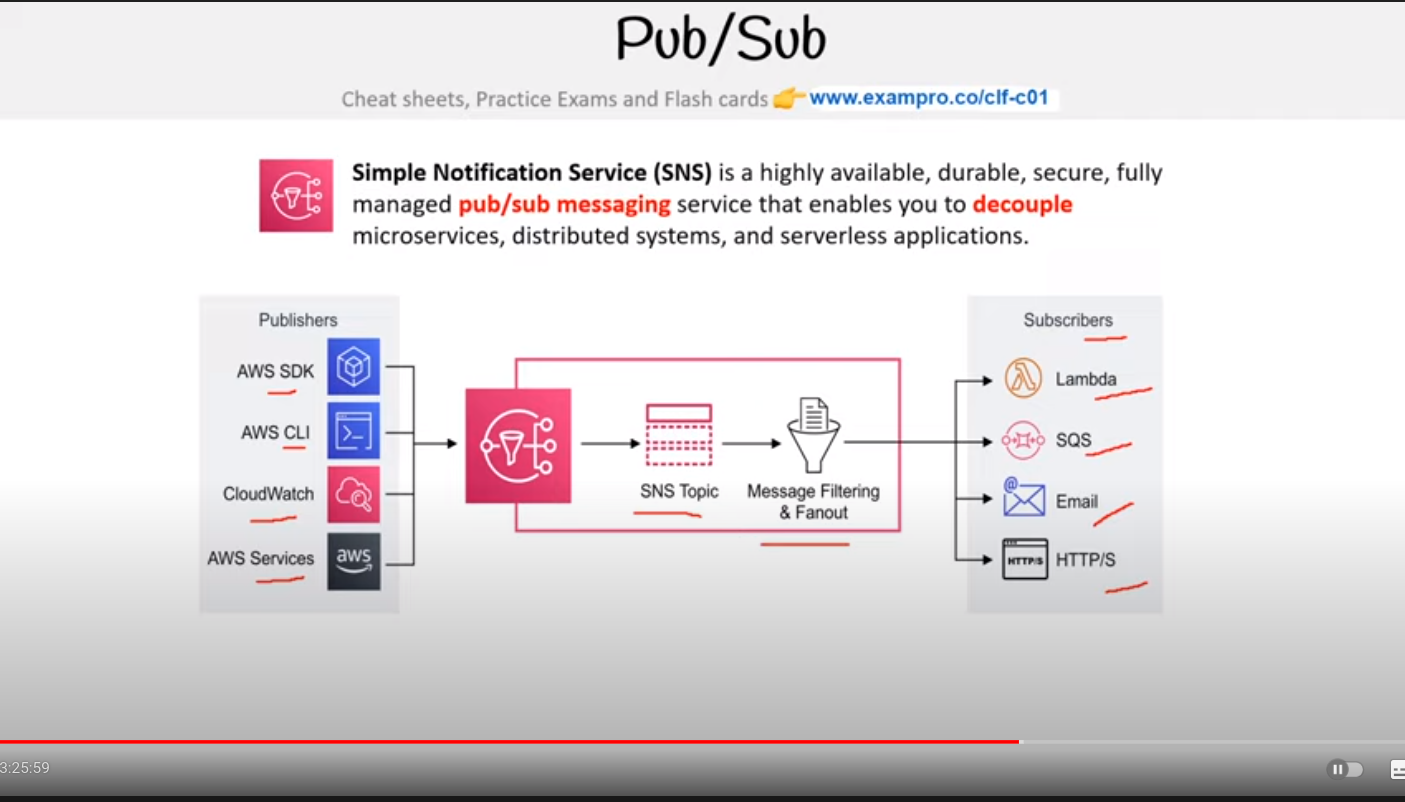 Pub/Sub
Cheat sheets, Practice Exams and Flash cards 👉 www.exampro.co/clf-c01
Simple Notification Service (SNS) is a highly available, durable, secure, fully
managed pub/sub messaging service that enables you to decouple
microservices, distributed systems, and serverless applications.
Publishers
AWS SDK
AWS CLI
CloudWatch
AWS Services
aws
SNS Topic
Message Filtering
& Fanout
Subscribers
Lambda
SQS
@
Email
HTTP/S
HTTP/S
3:25:59